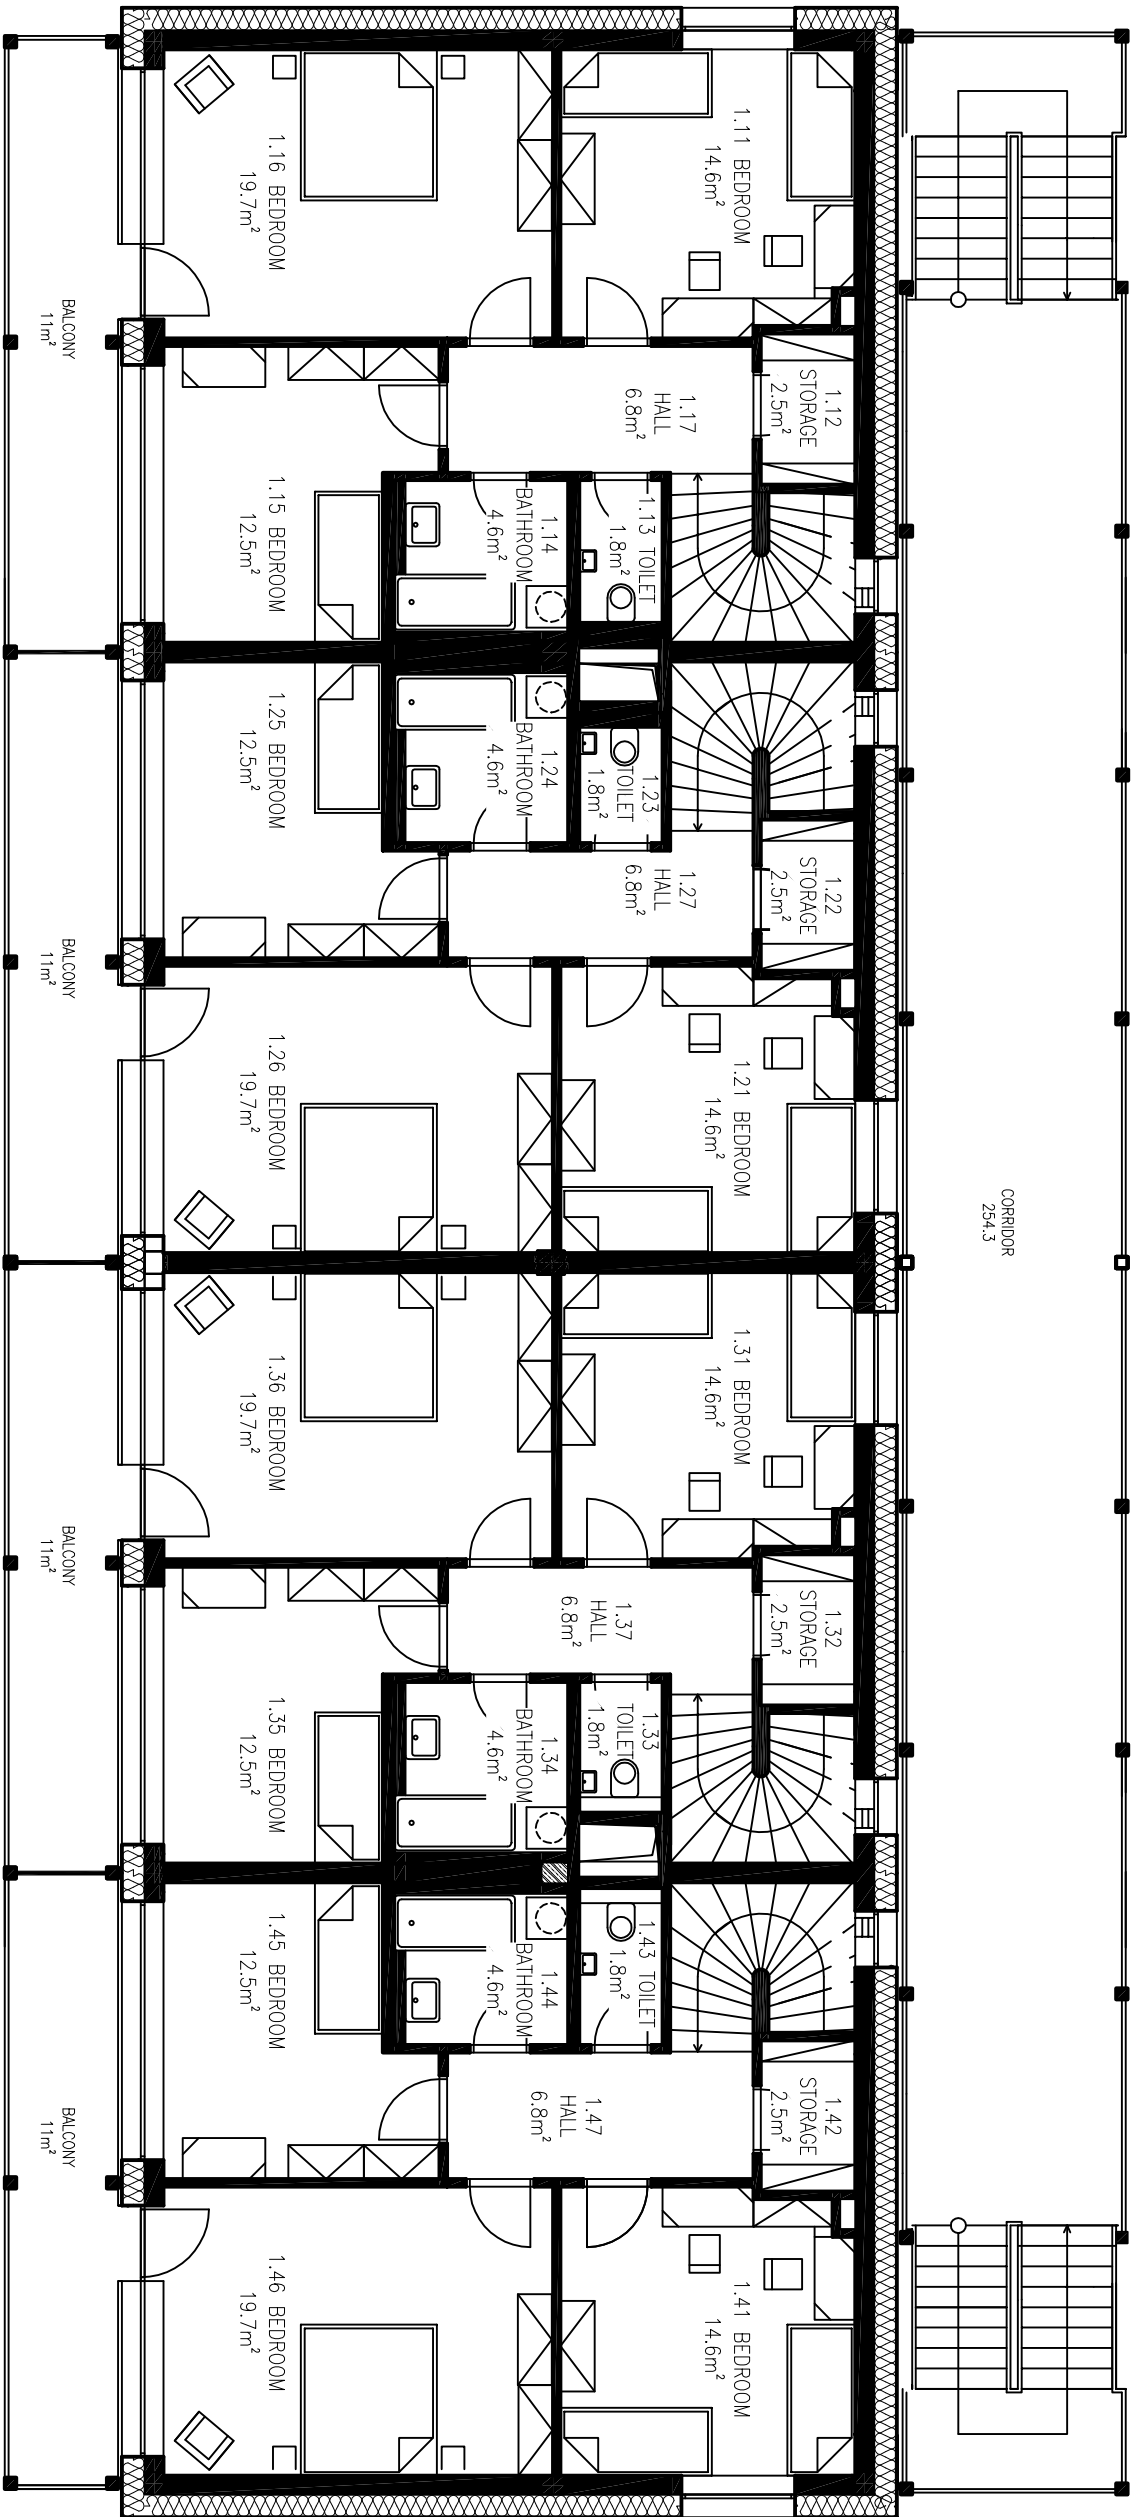 CORRIDOR
254.3
1.11 BEDROOM
14.6m²
1.12
STORAGE
2.5m²
1.17
HALL
6.8m²
1.13 TOILET
1.8m²
1.14
BATHROOM
4.6m²
1.16 BEDROOM
19.7m²
1.15 BEDROOM
12.5m²
BALCONY
11m²
1.23
TOILET
1.8m²
1.24
BATHROOM
4.6m²
1.22
STORAGE
2.5m²
1.27
HALL
6.8m²
1.21 BEDROOM
14.6m²
1.25 BEDROOM
12.5m²
1.26 BEDROOM
19.7m²
BALCONY
11m²
1.31 BEDROOM
14.6m²
1.32
STORAGE
2.5m²
1.37
HALL
6.8m²
1.33
TOILET
1.8m²
1.34
BATHROOM
4.6m²
1.36 BEDROOM
19.7m²
1.35 BEDROOM
12.5m²
BALCONY
11m²
1.43 TOILET
1.8m²
1.44
BATHROOM
4.6m²
1.42
STORAGE
2.5m²
1.47
HALL
6.8m²
1.41 BEDROOM
14.6m²
1.45 BEDROOM
12.5m²
1.46 BEDROOM
19.7m²
BALCONY
11m²